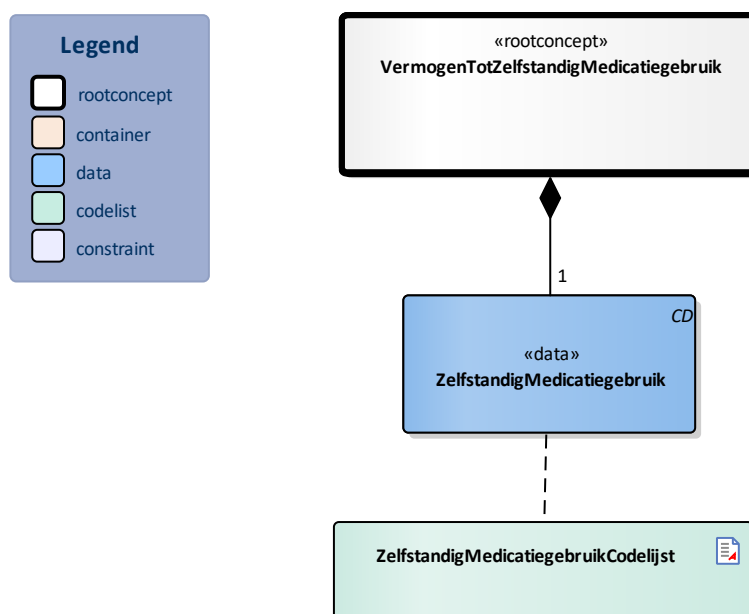 Legend
rootconcept
container
data
codelist
constraint
«rootconcept»
VermogenTotZelfstandigMedicatiegebruik
1
CD
«data»
ZelfstandigMedicatiegebruik
ZelfstandigMedicatiegebruikCodelijst